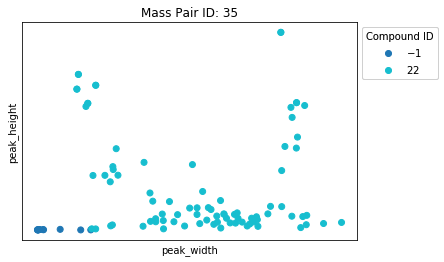 Mass Pair ID: 35
Compound ID
−1
22
peak_height
peak_width